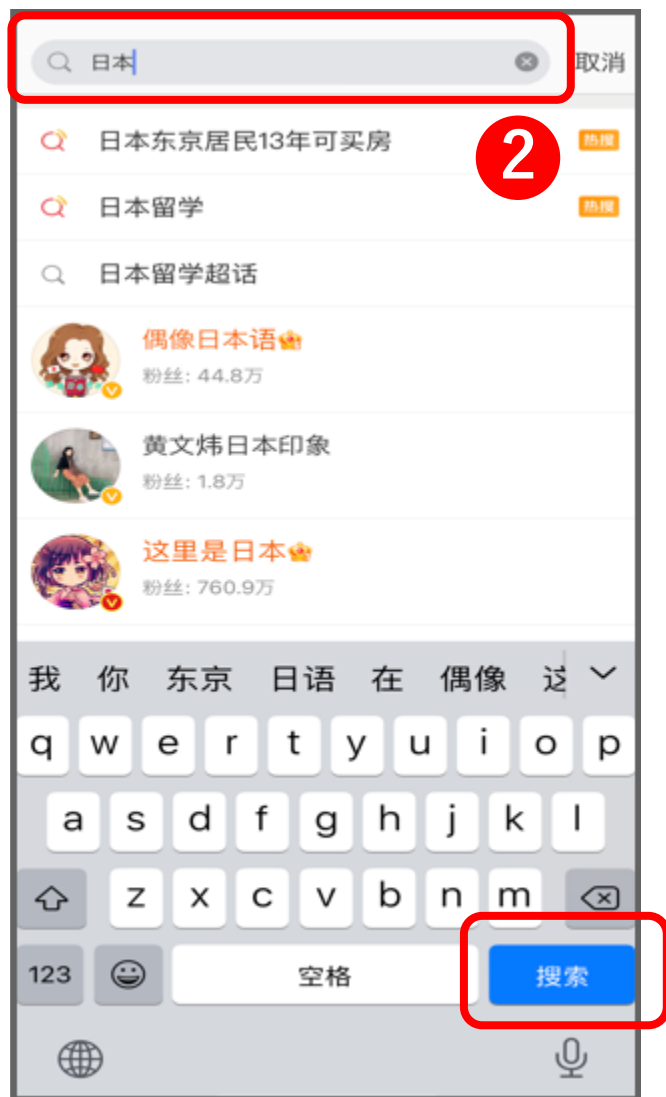 日本
取消
2
日本东京居民13年可买房
热搜
日本留学
热搜
日本留学超话
偶像日本语
粉丝: 44.8万
黄文炜日本印象
粉丝: 1.8万
这里是日本
粉丝: 760.9万
我 你 东京 日语 在 偶像 这
q w e r t y u i o p
a s d f g h j k l
z x c v b n m
123 空格 搜索